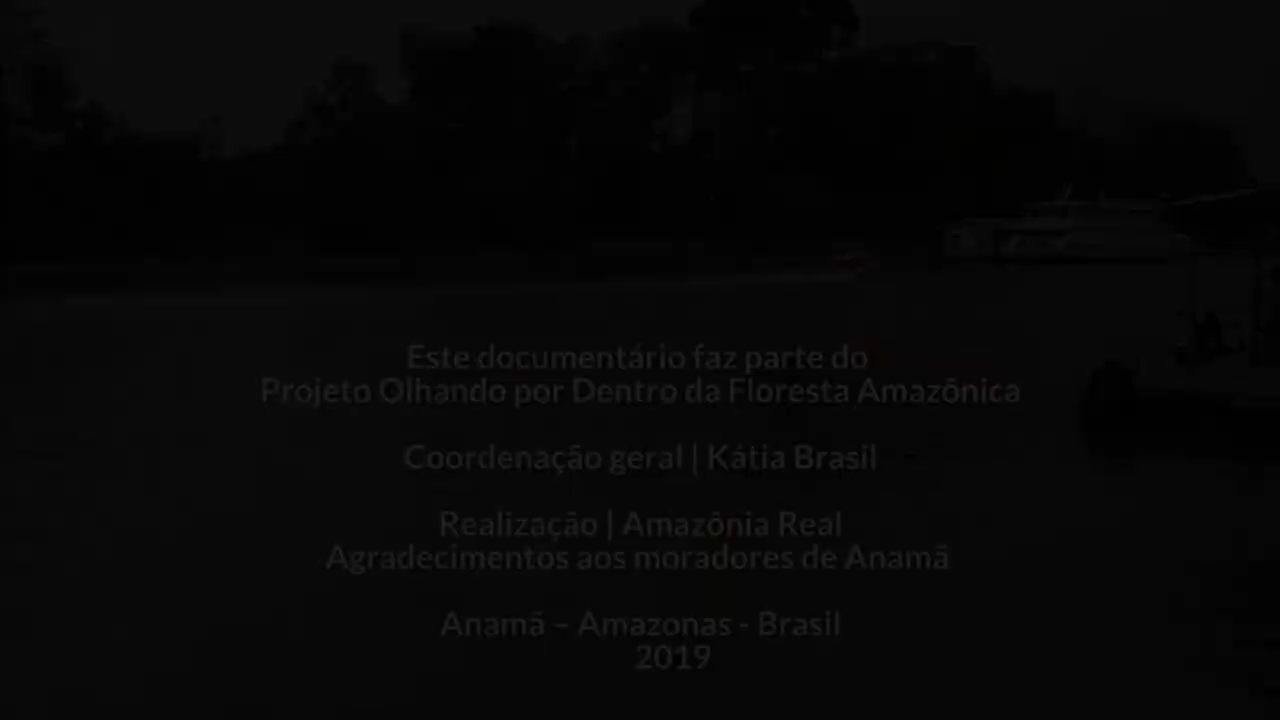 Este documentário faz parte do
Projeto Olhando por Dentro da Floresta Amazônica
Coordenação geral | Kátia Brasil
Realização | Amazônia Real
Agradecimentos aos moradores de Anamã
Anamã – Amazonas - Brasil
2019